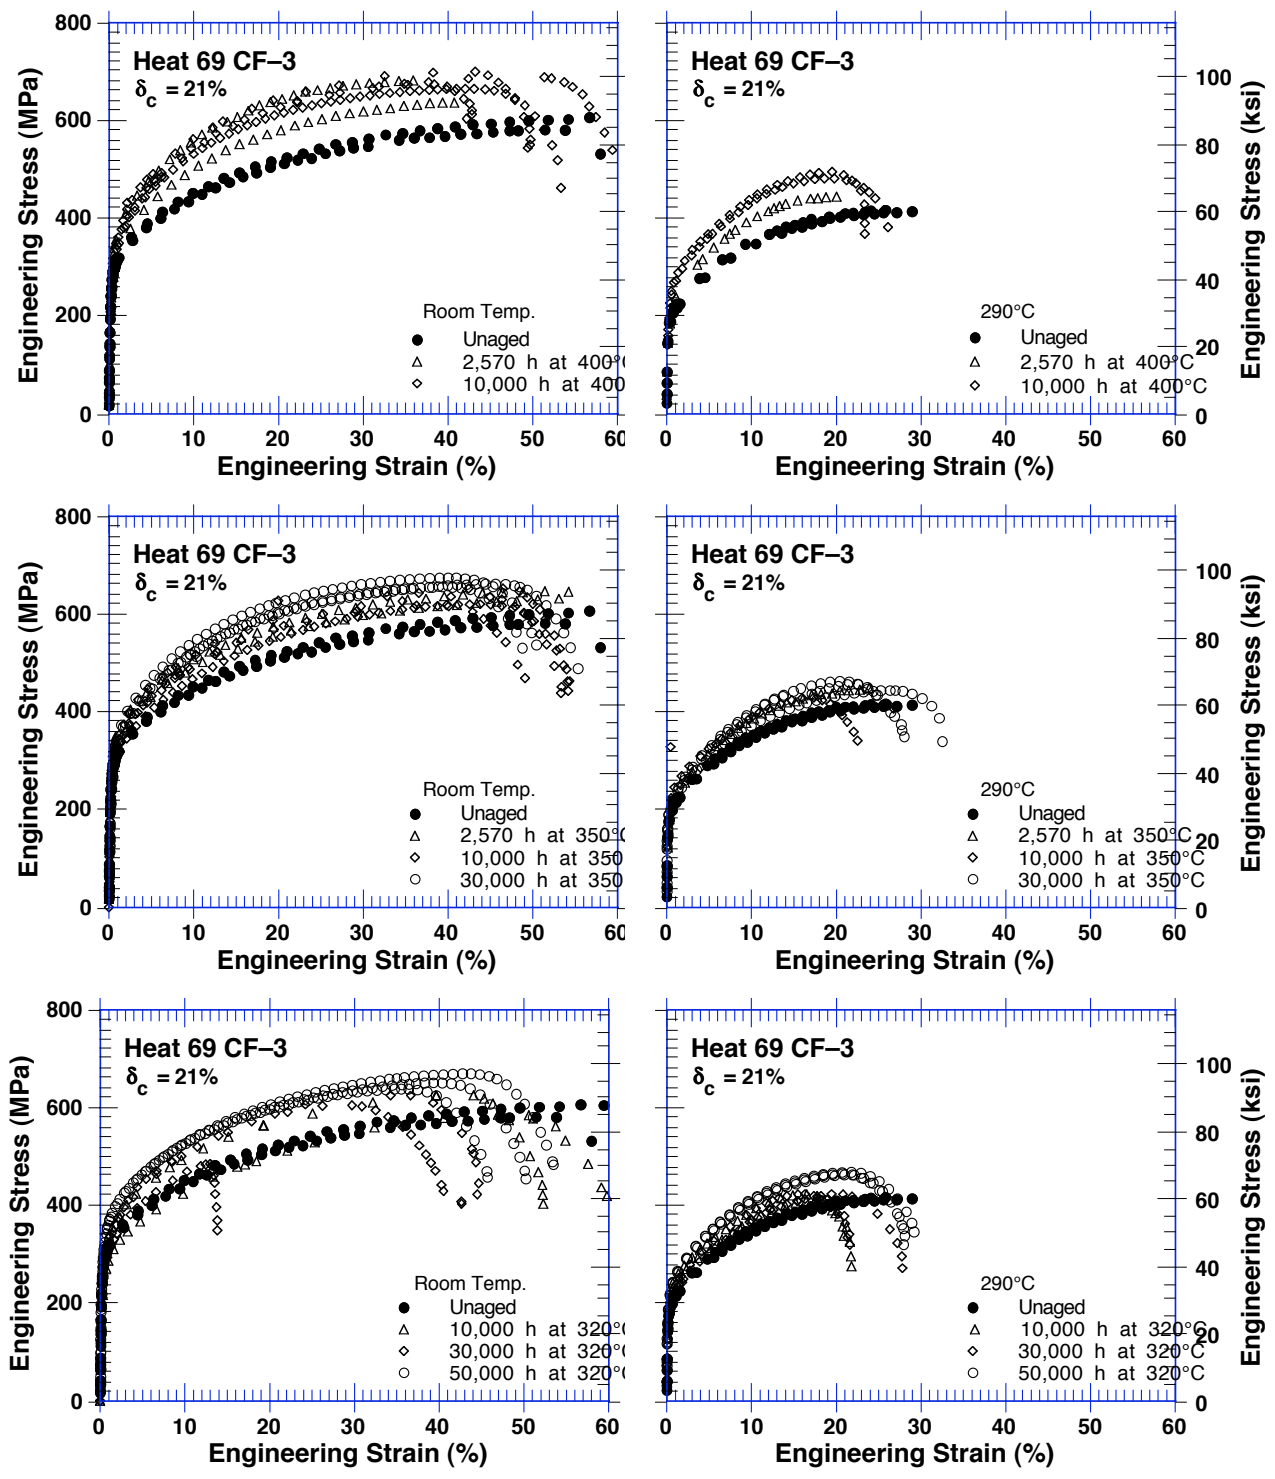 800
600
400
200
0
Engineering Stress (MPa)
Heat 69 CF–3
δc = 21%
Room Temp.
Unaged
2,570 h at 400°C
10,000 h at 400
0 10 20 30 40 50 60
Engineering Strain (%)
Heat 69 CF–3
δc = 21%
290°C
Unaged
2,570 h at 400°C
10,000 h at 400°C
100
80
60
40
20
0
Engineering Stress (ksi)
0 10 20 30 40 50 60
Engineering Strain (%)
800
600
400
200
0
Engineering Stress (MPa)
Heat 69 CF–3
δc = 21%
Room Temp.
Unaged
2,570 h at 350°C
10,000 h at 350
30,000 h at 350
0 10 20 30 40 50 60
Engineering Strain (%)
Heat 69 CF–3
δc = 21%
290°C
Unaged
2,570 h at 350°C
10,000 h at 350°C
30,000 h at 350°C
100
80
60
40
20
0
Engineering Stress (ksi)
0 10 20 30 40 50 60
Engineering Strain (%)
800
600
400
200
0
Engineering Stress (MPa)
Heat 69 CF–3
δc = 21%
Room Temp.
Unaged
10,000 h at 320°C
30,000 h at 320°C
50,000 h at 320°C
0 10 20 30 40 50 60
Engineering Strain (%)
Heat 69 CF–3
δc = 21%
290°C
Unaged
10,000 h at 320°C
30,000 h at 320°C
50,000 h at 320°C
100
80
60
40
20
0
Engineering Stress (ksi)
0 10 20 30 40 50 60
Engineering Strain (%)